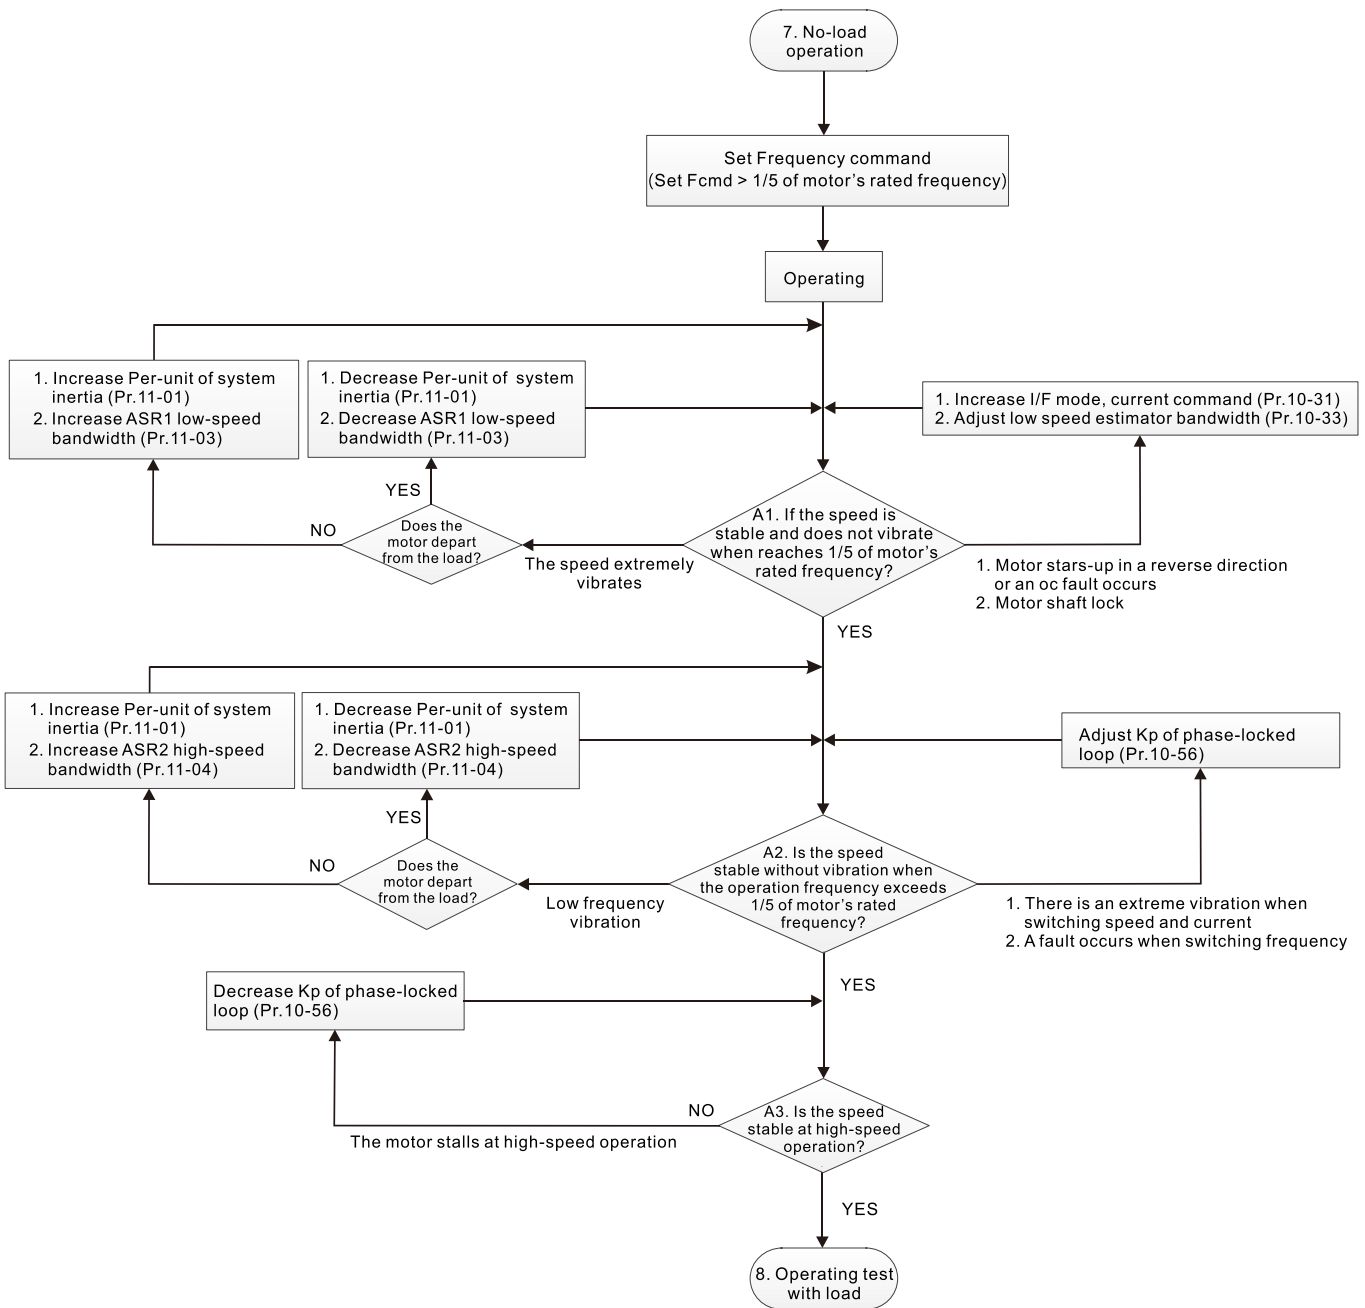 7. No-load
operation
Set Frequency command
(Set Fcmd > 1/5 of motor's rated frequency)
Operating
1. Increase Per-unit of system
inertia (Pr.11-01)
2. Increase ASR1 low-speed
bandwidth (Pr.11-03)
1. Decrease Per-unit of system
inertia (Pr.11-01)
2. Decrease ASR1 low-speed
bandwidth (Pr.11-03)
1. Increase I/F mode, current command (Pr.10-31)
2. Adjust low speed estimator bandwidth (Pr.10-33)
YES
NO
Does the
motor depart
from the load?
The speed extremely
vibrates
A1. If the speed is
stable and does not vibrate
when reaches 1/5 of motor's
rated frequency?
1. Motor stars-up in a reverse direction
or an oc fault occurs
2. Motor shaft lock
YES
1. Increase Per-unit of system
inertia (Pr.11-01)
2. Increase ASR2 high-speed
bandwidth (Pr.11-04)
1. Decrease Per-unit of system
inertia (Pr.11-01)
2. Decrease ASR2 high-speed
bandwidth (Pr.11-04)
Adjust Kp of phase-locked
loop (Pr.10-56)
YES
NO
Does the
motor depart
from the load?
Low frequency
vibration
A2. Is the speed
stable without vibration when
the operation frequency exceeds
1/5 of motor's rated
frequency?
1. There is an extreme vibration when
switching speed and current
2. A fault occurs when switching frequency
YES
Decrease Kp of phase-locked
loop (Pr.10-56)
NO
The motor stalls at high-speed operation
A3. Is the speed
stable at high-speed
operation?
YES
8. Operating test
with load